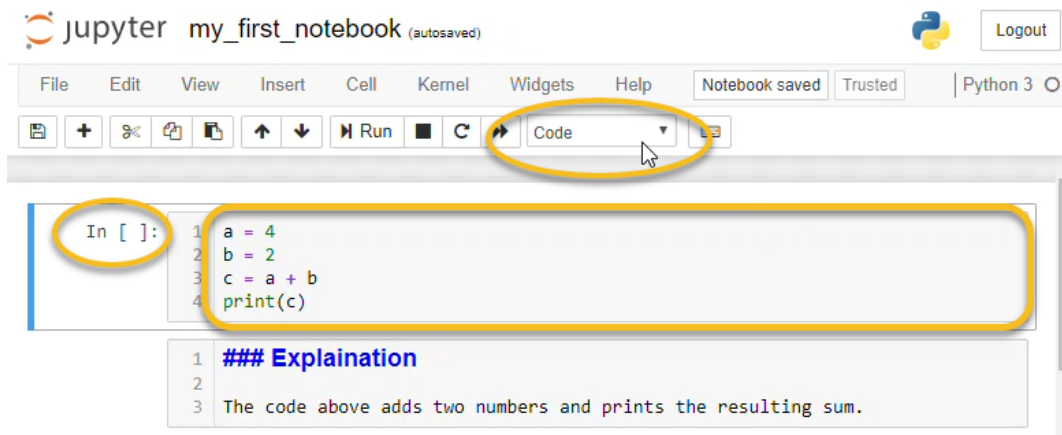 jupyter my_first_notebook (autosaved) Logout
File Edit View Insert Cell Kernel Widgets Help Notebook saved Trusted Python 3
Run Code
In [ ]: 1 a = 4
2 b = 2
3 c = a + b
4 print(c)
1 ### Explaination
2
3 The code above adds two numbers and prints the resulting sum.